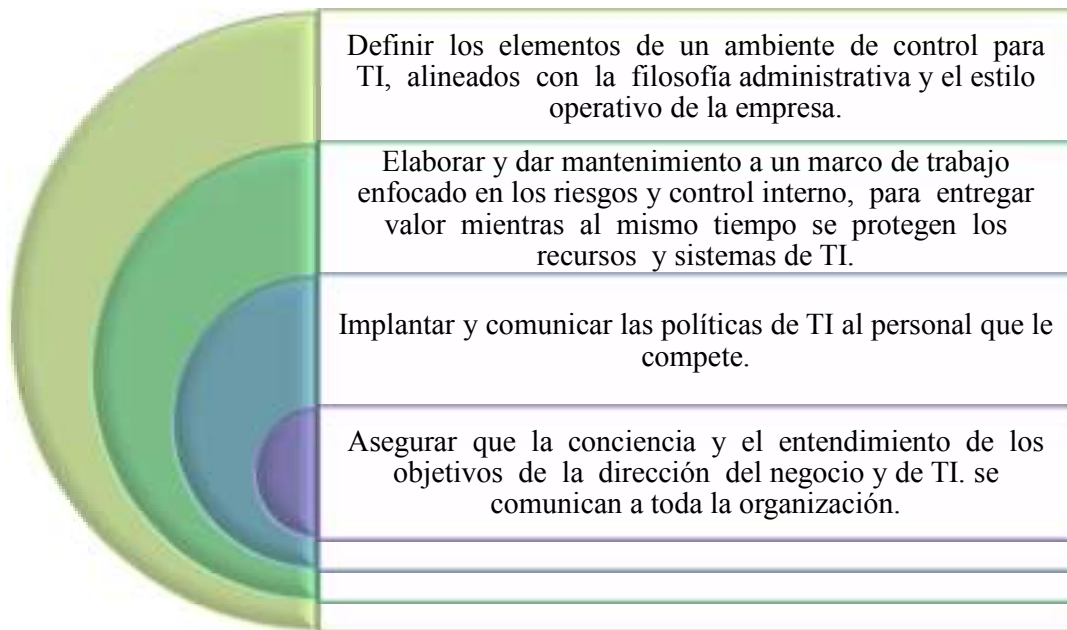 Definir los elementos de un ambiente de control para
TI, alineados con la filosofía administrativa y el estilo
operativo de la empresa.
Elaborar y dar mantenimiento a un marco de trabajo
enfocado en los riesgos y control interno, para entregar
valor mientras al mismo tiempo se protegen los
recursos y sistemas de TI.
Implantar y comunicar las políticas de TI al personal que le
compete.
Asegurar que la conciencia y el entendimiento de los
objetivos de la dirección del negocio y de TI. se
comunican a toda la organización.